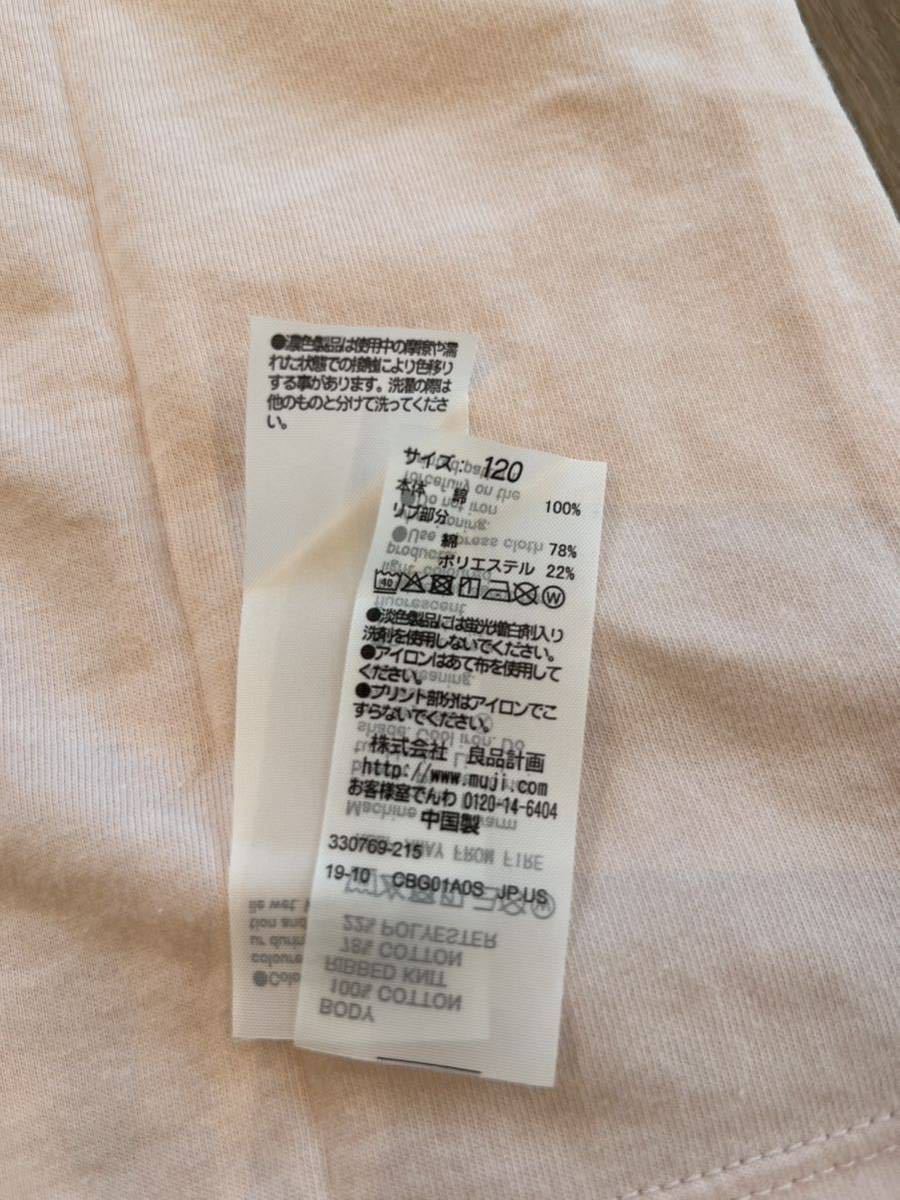 ●濃色製品は使用中の摩擦や濡
れた状態での接触により色移り
する事があります。洗濯の際は
他のものと分けて洗ってくださ
い。
サイズ: 120
本体 綿 100%
リブ部分
綿 78%
ポリエステル 22%
40 W
●淡色製品には蛍光増白剤入り
洗剤を使用しないでください。
●アイロンはあて布を使用して
ください。
●プリント部分はアイロンでこ
すらないでください。
株式会社 良品計画
http://www.muji.com
お客様室でんわ 0120-14-6404
中国製
330769-215
19-10 CBG01A0S JP US
BODY
100% COTTON
RIBBED KNIT
78% COTTON
22% POLYESTER
KEEP AWAY FROM FIRE